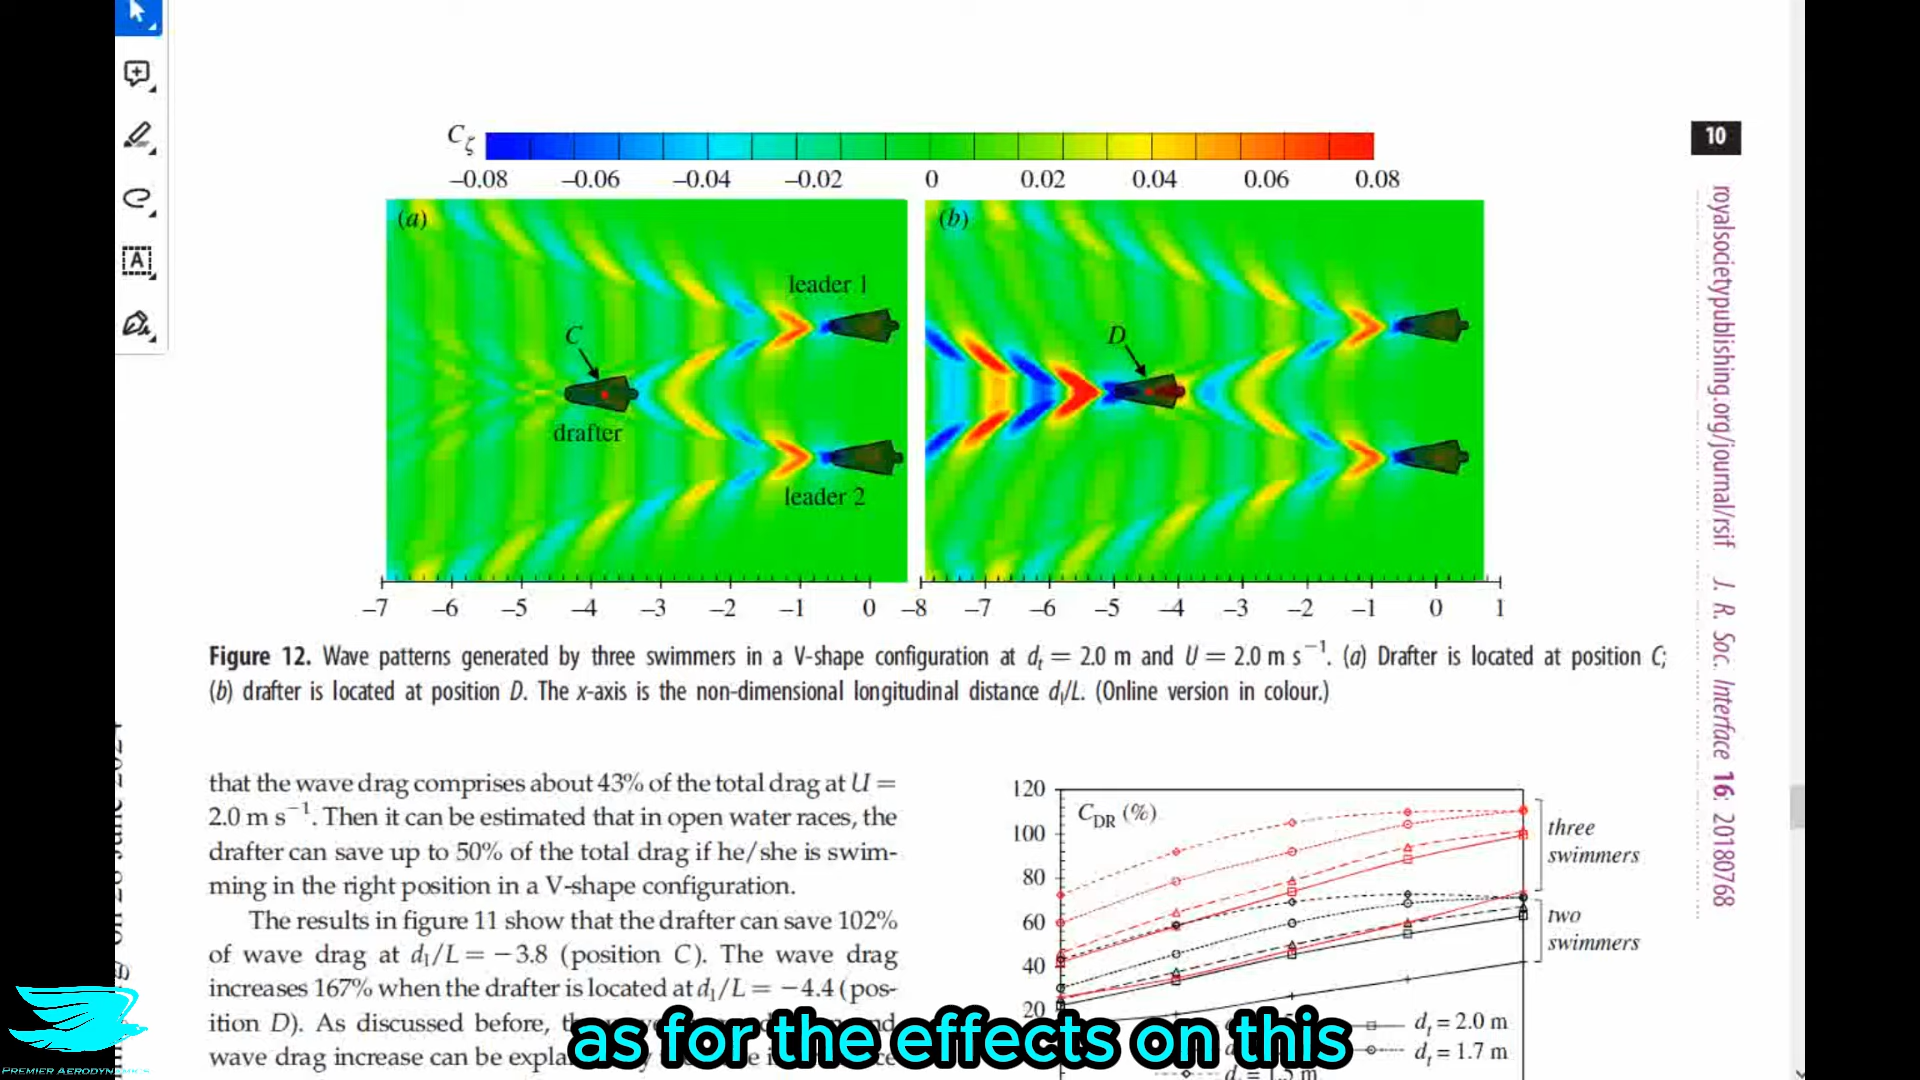 C_ζ
−0.08 −0.06 −0.04 −0.02 0 0.02 0.04 0.06 0.08
10
(a)
leader 1
C
drafter
leader 2
−7 −6 −5 −4 −3 −2 −1 0
(b)
D
−8 −7 −6 −5 −4 −3 −2 −1 0 1
Figure 12. Wave patterns generated by three swimmers in a V-shape configuration at dₜ = 2.0 m and U = 2.0 m s⁻¹. (a) Drafter is located at position C;
(b) drafter is located at position D. The x-axis is the non-dimensional longitudinal distance dₗ/L. (Online version in colour.)
royalsocietypublishing.org/journal/rsif J. R. Soc. Interface 16: 20180768
that the wave drag comprises about 43% of the total drag at U =
2.0 m s⁻¹. Then it can be estimated that in open water races, the
drafter can save up to 50% of the total drag if he/she is swim-
ming in the right position in a V-shape configuration.
The results in figure 11 show that the drafter can save 102%
of wave drag at dₗ/L = −3.8 (position C). The wave drag
increases 167% when the drafter is located at dₗ/L = −4.4 (pos-
ition D). As discussed before,
wave drag increase can be
120
100
80
60
40
20
C_DR (%)
three
swimmers
two
swimmers
dₜ = 2.0 m
dₜ = 1.7 m
as for the effects on this
PREMIER AERODYNAMICS